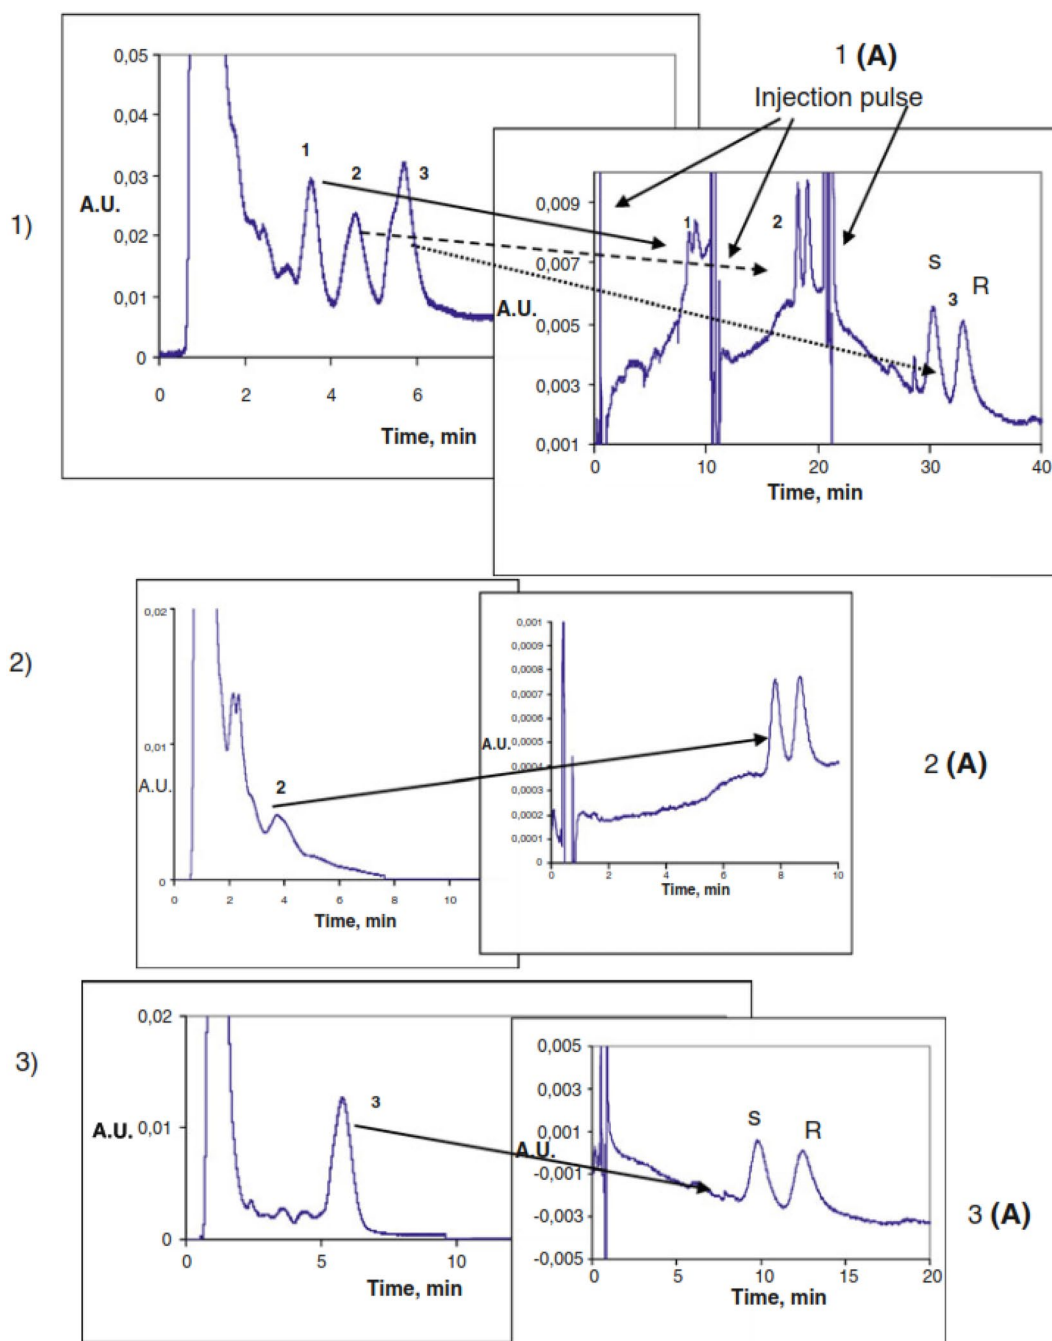 1)
0,05
0,04
0,03
0,02
0,01
0
A.U.
1
2
3
0 2 4 6
Time, min
1 (A)
Injection pulse
0,009
0,007
0,005
0,003
0,001
A.U.
1
2
S
3
R
0 10 20 30 40
Time, min
2)
0,02
0,01
0
A.U.
2
0 2 4 6 8 10
Time, min
2 (A)
0,001
0,0009
0,0008
0,0007
0,0006
0,0005
0,0004
0,0003
0,0002
0,0001
0
A.U.
0 2 4 6 8 10
Time, min
3)
0,02
0,01
0
A.U.
3
0 5 10
Time, min
0,005
0,003
0,001
-0,001
-0,003
-0,005
A.U.
S
R
0 5 10 15 20
Time, min
3 (A)